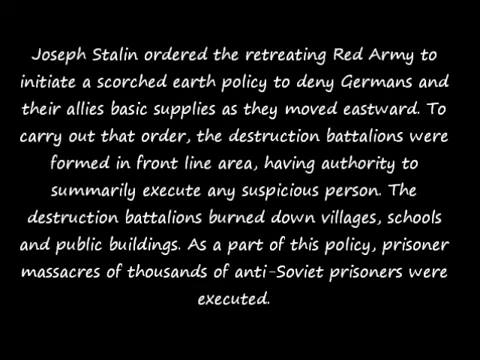 Joseph Stalin ordered the retreating Red Army to
initiate a scorched earth policy to deny Germans and
their allies basic supplies as they moved eastward. To
carry out that order, the destruction battalions were
formed in front line area, having authority to
summarily execute any suspicious person. The
destruction battalions burned down villages, schools
and public buildings. As a part of this policy, prisoner
massacres of thousands of anti-Soviet prisoners were
executed.